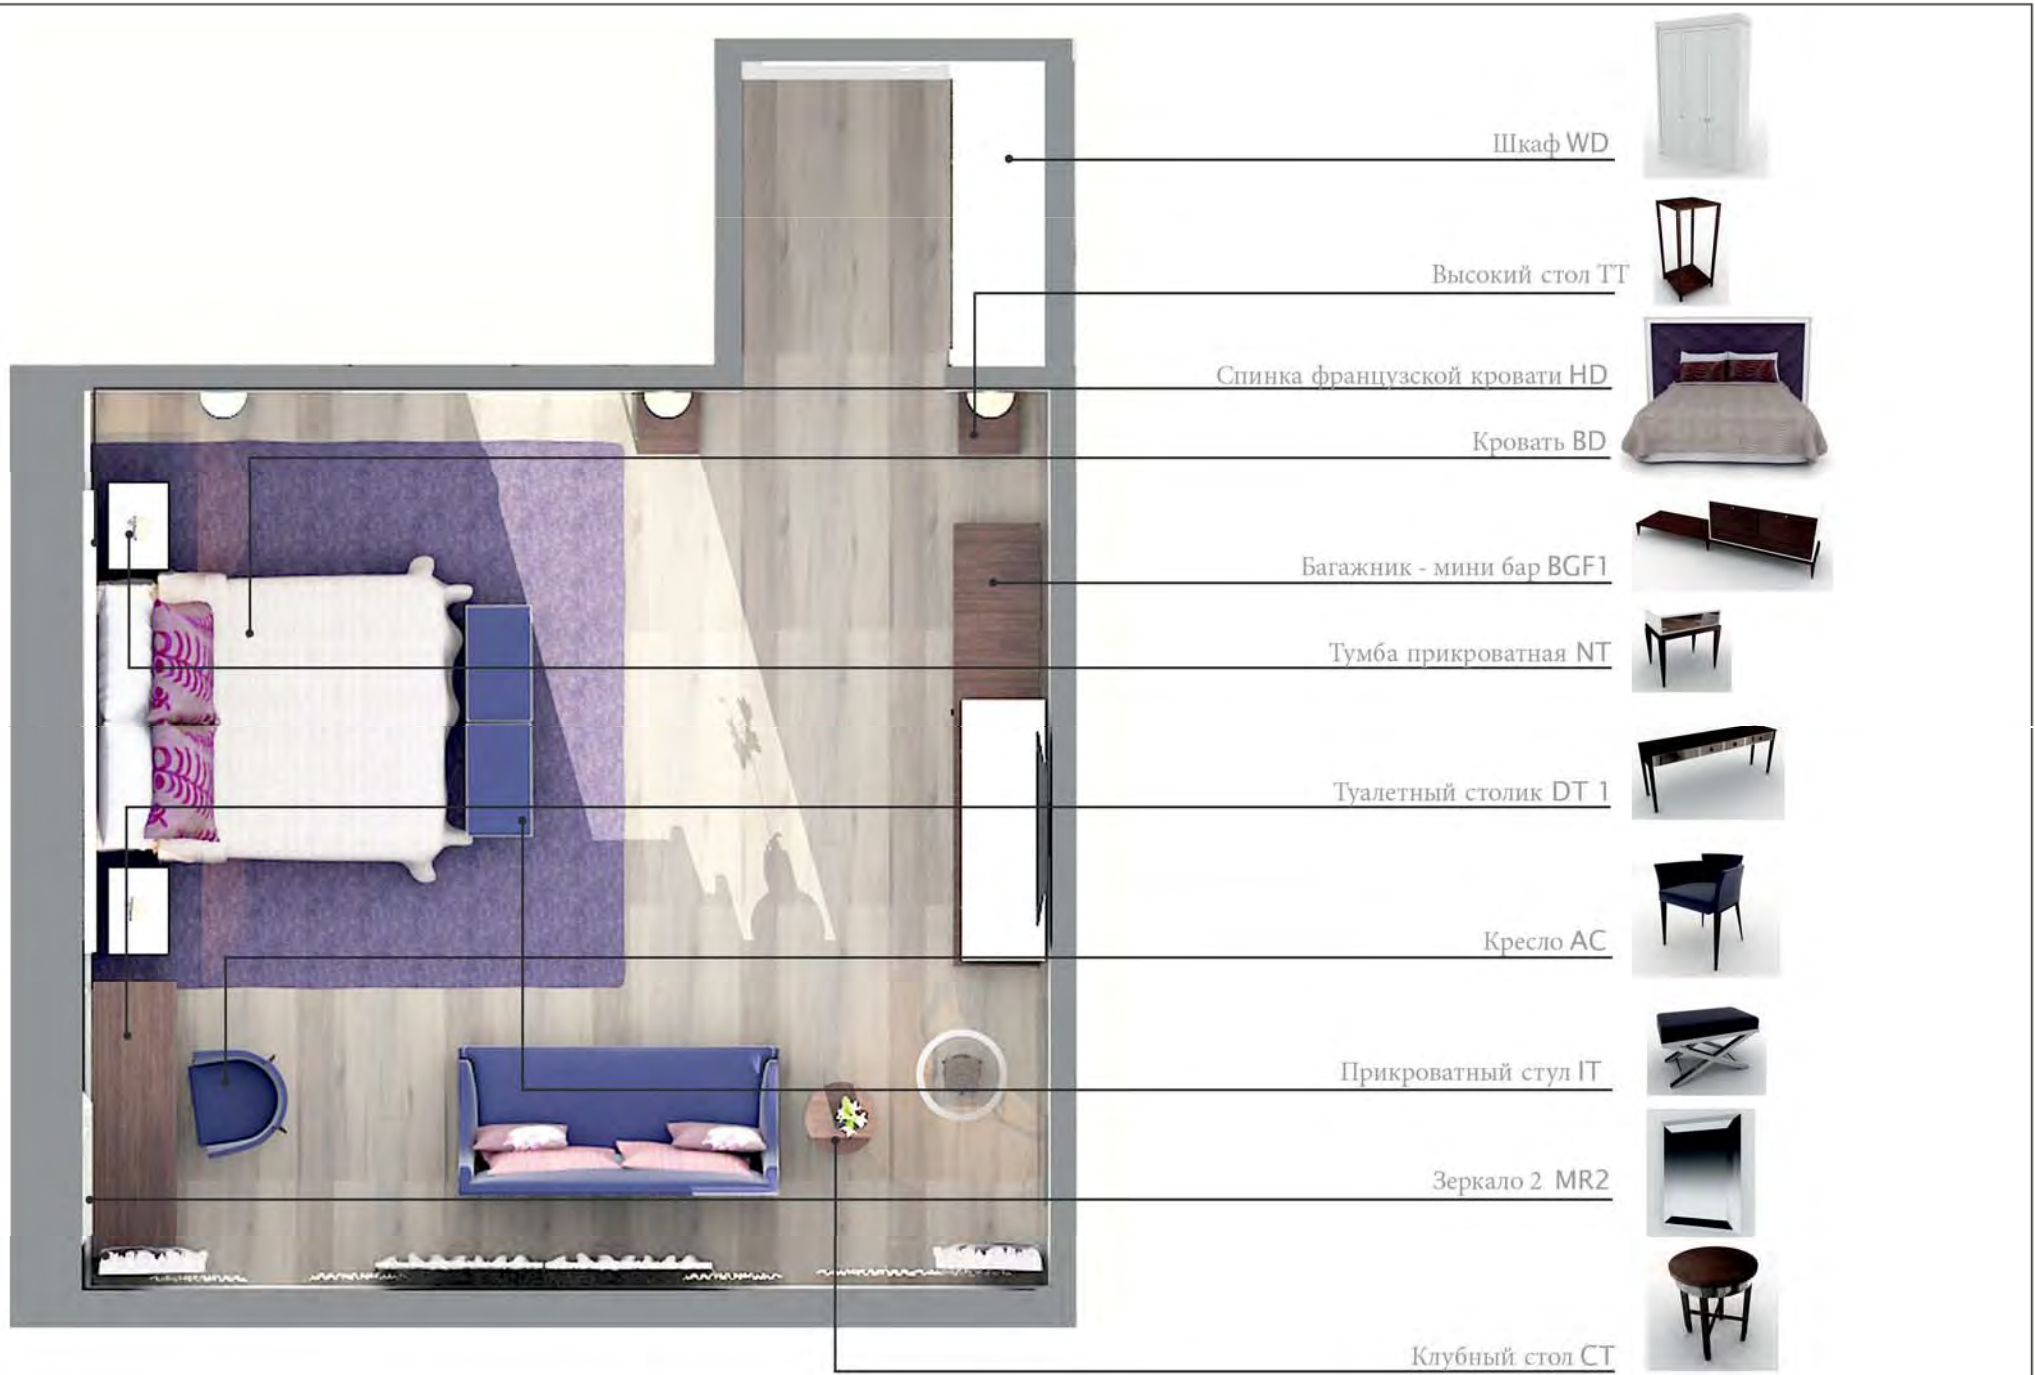 Шкаф WD
Высокий стол TT
Спинка французской кровати HD
Кровать BD
Багажник - мини бар BGF1
Тумба прикроватная NT
Туалетный столик DT 1
Кресло AC
Прикроватный стул IT
Зеркало 2 MR2
Клубный стол CT